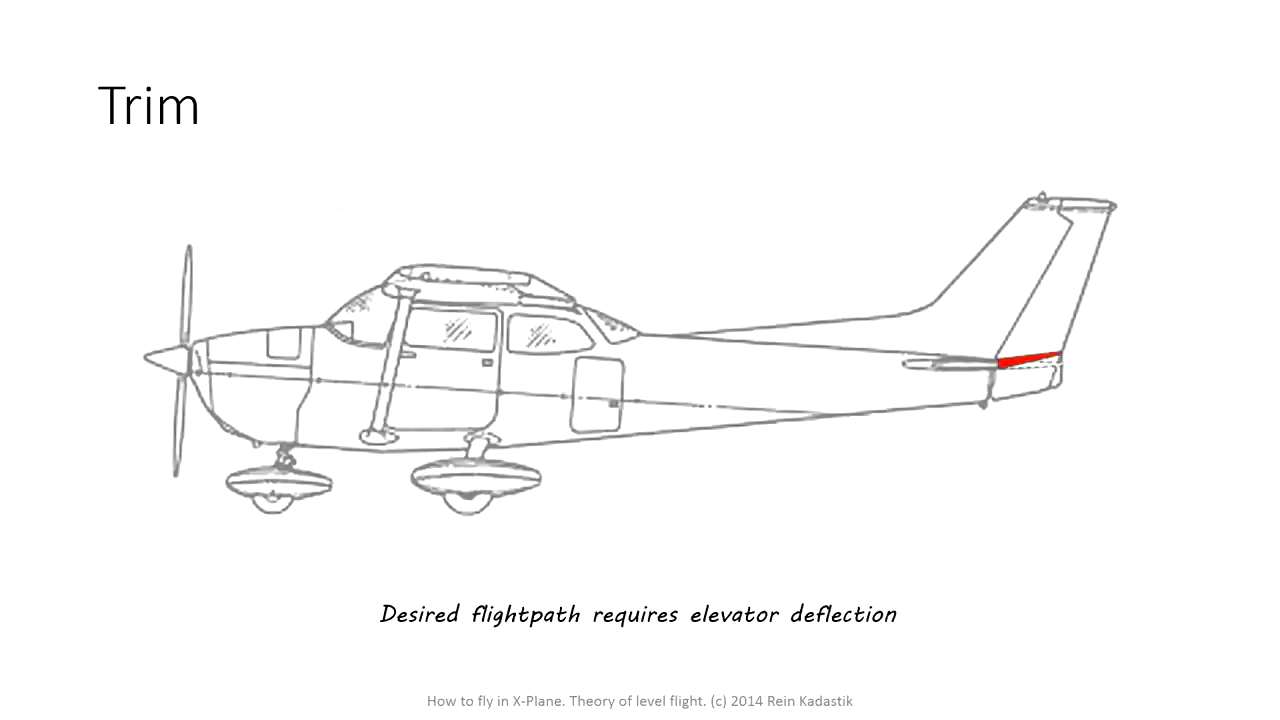 Trim
Desired flightpath requires elevator deflection
How to fly in X-Plane. Theory of level flight. (c) 2014 Rein Kadastik